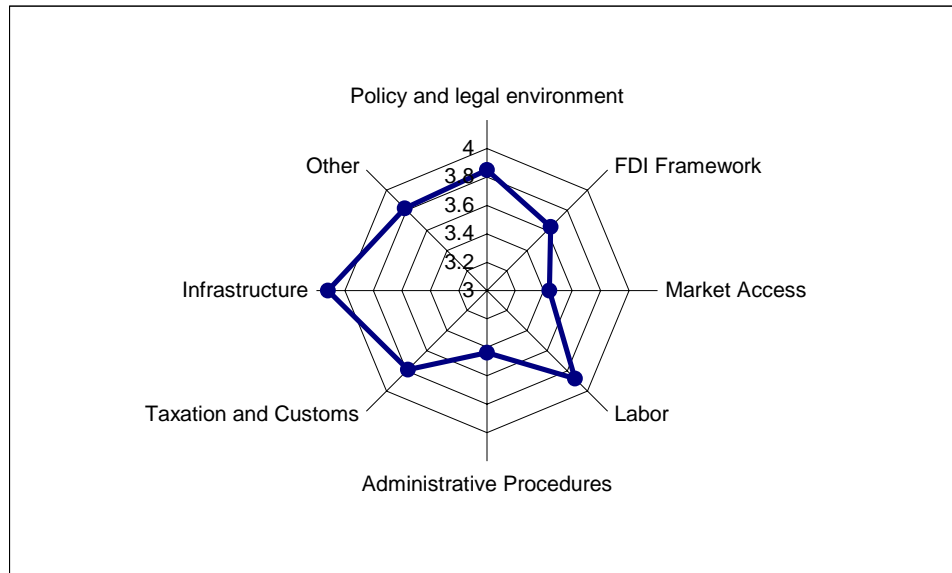 Policy and legal environment
Other
FDI Framework
4
3.8
3.6
3.4
3.2
3
Infrastructure
Market Access
Taxation and Customs
Labor
Administrative Procedures